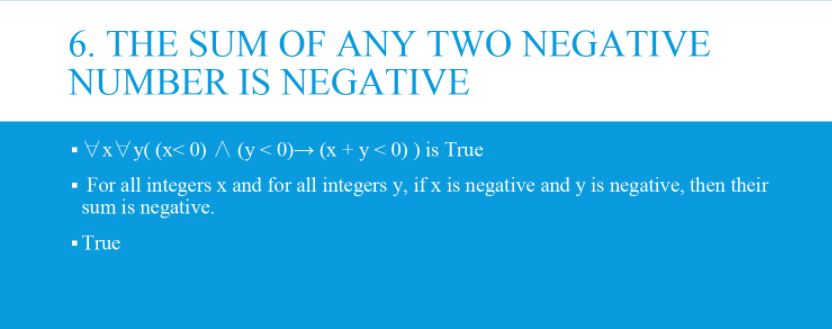 6. THE SUM OF ANY TWO NEGATIVE
NUMBER IS NEGATIVE
▪ ∀x∀y( (x< 0) ∧ (y < 0)→ (x + y < 0) ) is True
▪ For all integers x and for all integers y, if x is negative and y is negative, then their
sum is negative.
▪ True